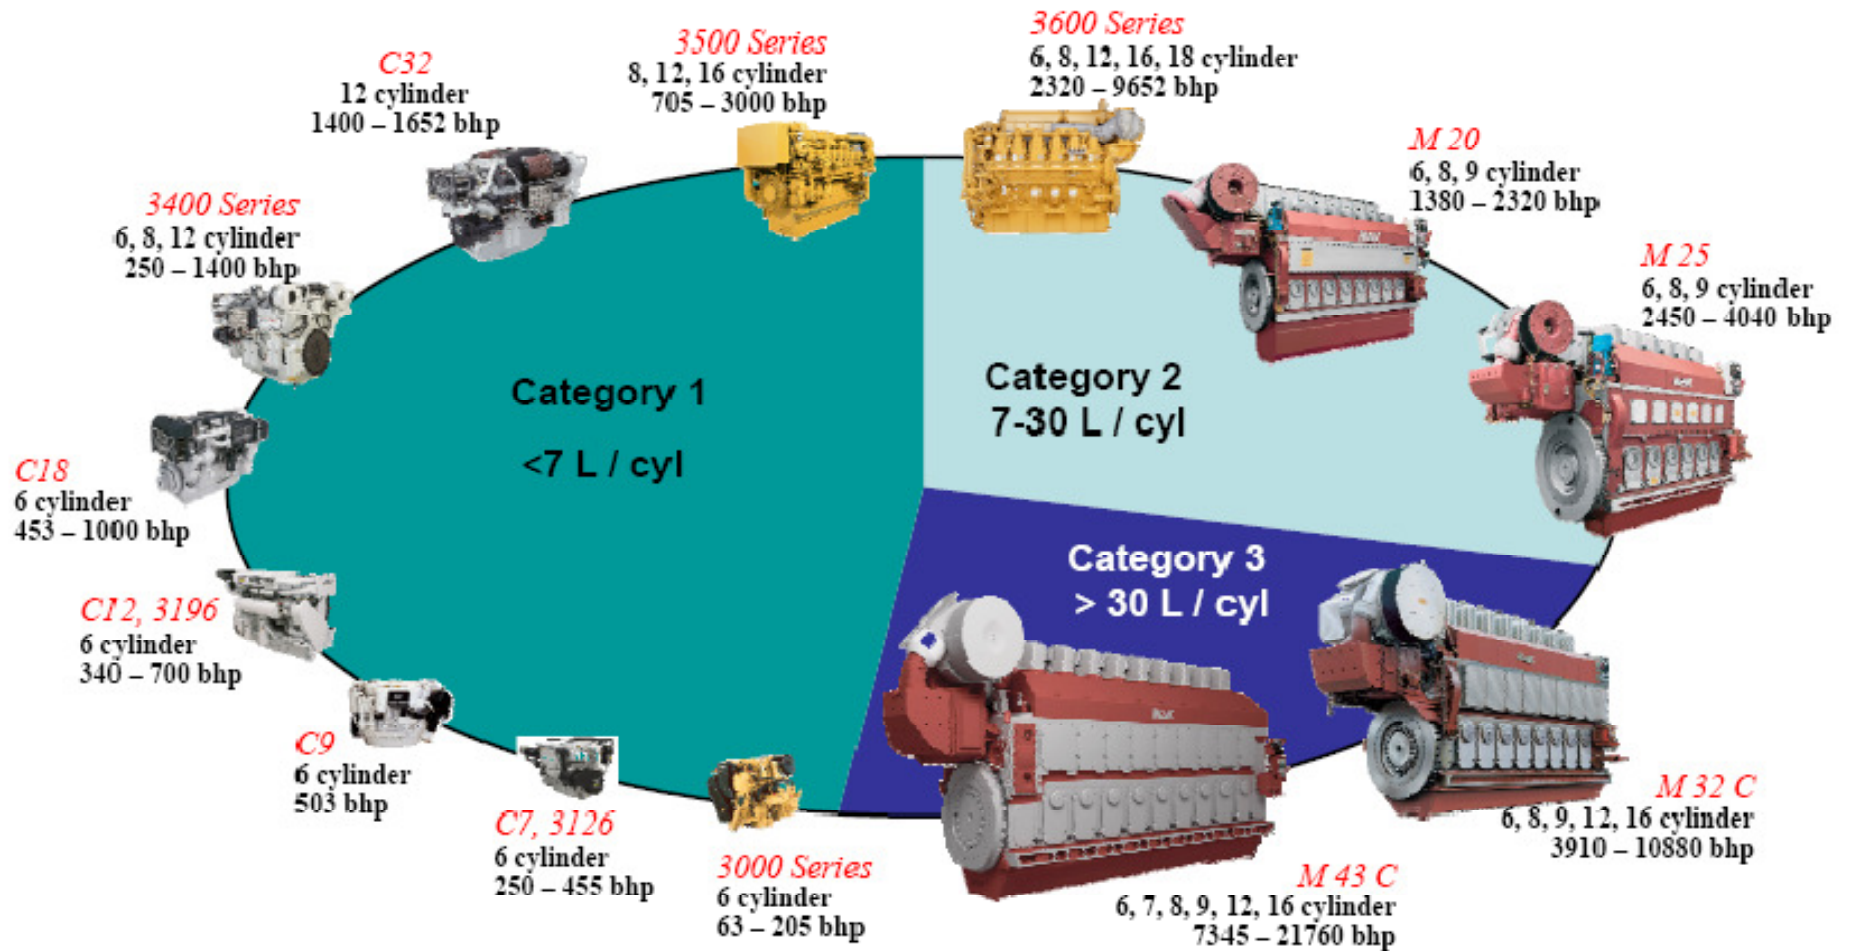 3600 Series
6, 8, 12, 16, 18 cylinder
2320 – 9652 bhp
3500 Series
8, 12, 16 cylinder
705 – 3000 bhp
C32
12 cylinder
1400 – 1652 bhp
M 20
6, 8, 9 cylinder
1380 – 2320 bhp
3400 Series
6, 8, 12 cylinder
250 – 1400 bhp
M 25
6, 8, 9 cylinder
2450 – 4040 bhp
Category 1
<7 L / cyl
Category 2
7-30 L / cyl
C18
6 cylinder
453 – 1000 bhp
Category 3
> 30 L / cyl
C12, 3196
6 cylinder
340 – 700 bhp
C9
6 cylinder
503 bhp
C7, 3126
6 cylinder
250 – 455 bhp
3000 Series
6 cylinder
63 – 205 bhp
M 32 C
6, 8, 9, 12, 16 cylinder
3910 – 10880 bhp
M 43 C
6, 7, 8, 9, 12, 16 cylinder
7345 – 21760 bhp